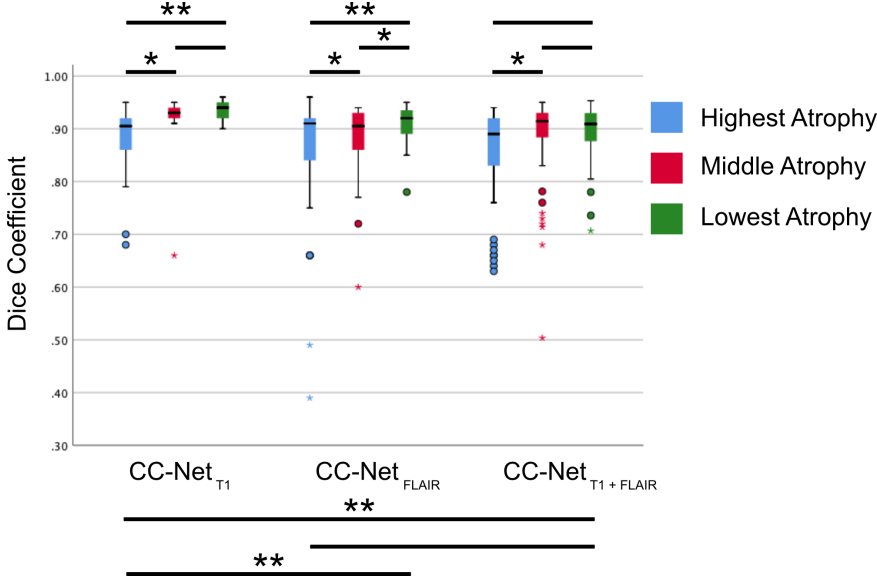 ** ** 
* 
* * *
1.00
.90
.80
.70
.60
.50
.40
.30
Dice Coefficient
Highest Atrophy
Middle Atrophy
Lowest Atrophy
CC-Net T1
CC-Net FLAIR
CC-Net T1 + FLAIR
**
**